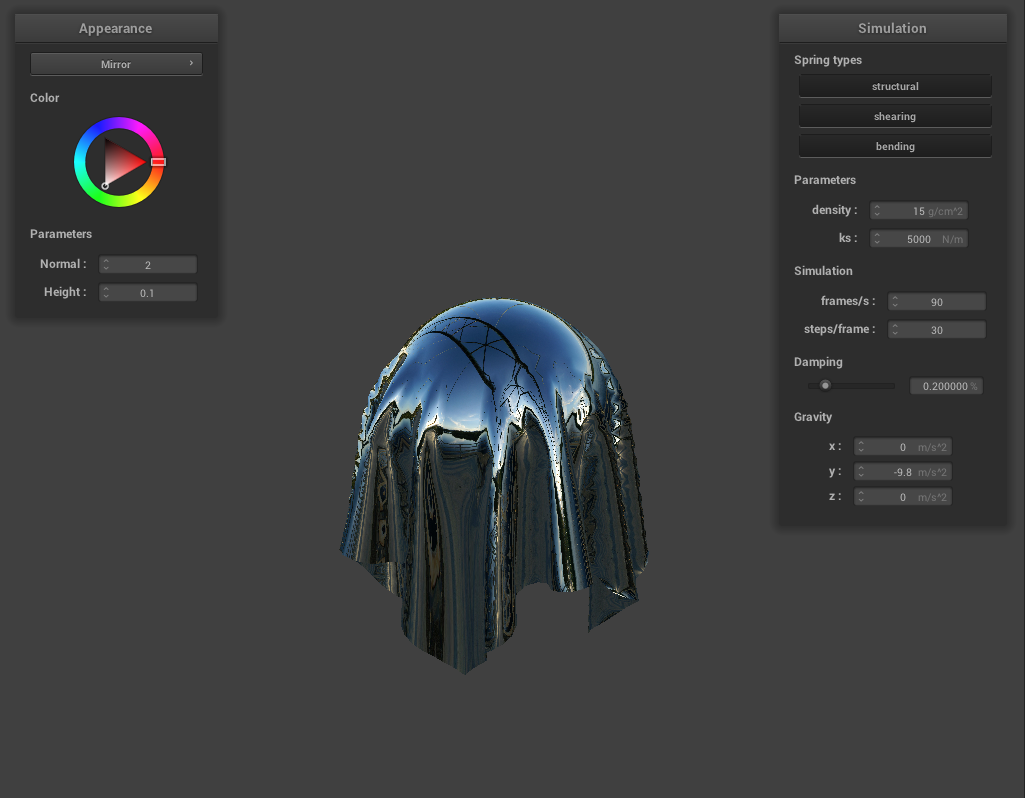 Appearance
Mirror
Color
Parameters
Normal : 2
Height : 0.1
Simulation
Spring types
structural
shearing
bending
Parameters
density : 15 g/cm^2
ks : 5000 N/m
Simulation
frames/s : 90
steps/frame : 30
Damping
0.200000 %
Gravity
x : 0 m/s^2
y : -9.8 m/s^2
z : 0 m/s^2